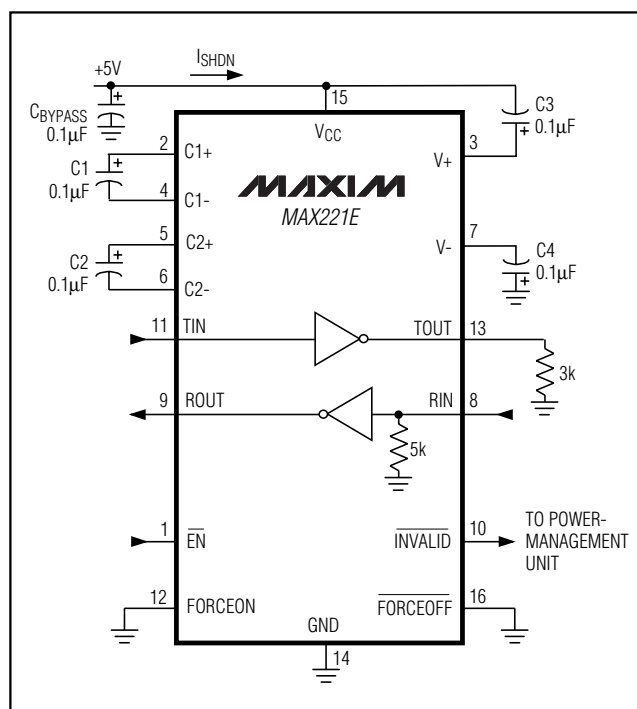 +5V
ISHDN
15
CBYPASS
0.1µF
VCC
C3
0.1µF
2
C1+
3
V+
C1
0.1µF
4
C1-
MAXIM
MAX221E
5
C2+
7
V-
C2
0.1µF
6
C2-
C4
0.1µF
11
TIN
TOUT
13
3k
9
ROUT
RIN
8
5k
1
EN
INVALID
10
TO POWER-
MANAGEMENT
UNIT
12
FORCEON
FORCEOFF
16
GND
14